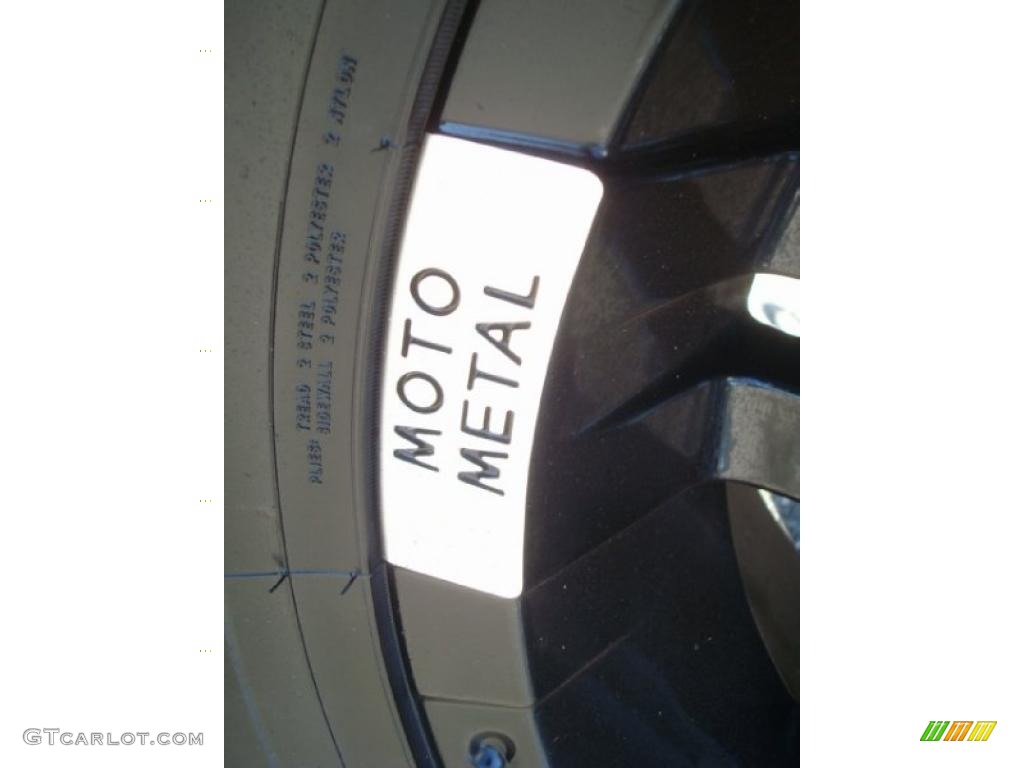 PLIES: TREAD 2 STEEL 2 POLYESTER 2 NYLON
SIDEWALL 2 POLYESTER
MOTO
METAL
GTCARLOT.COM